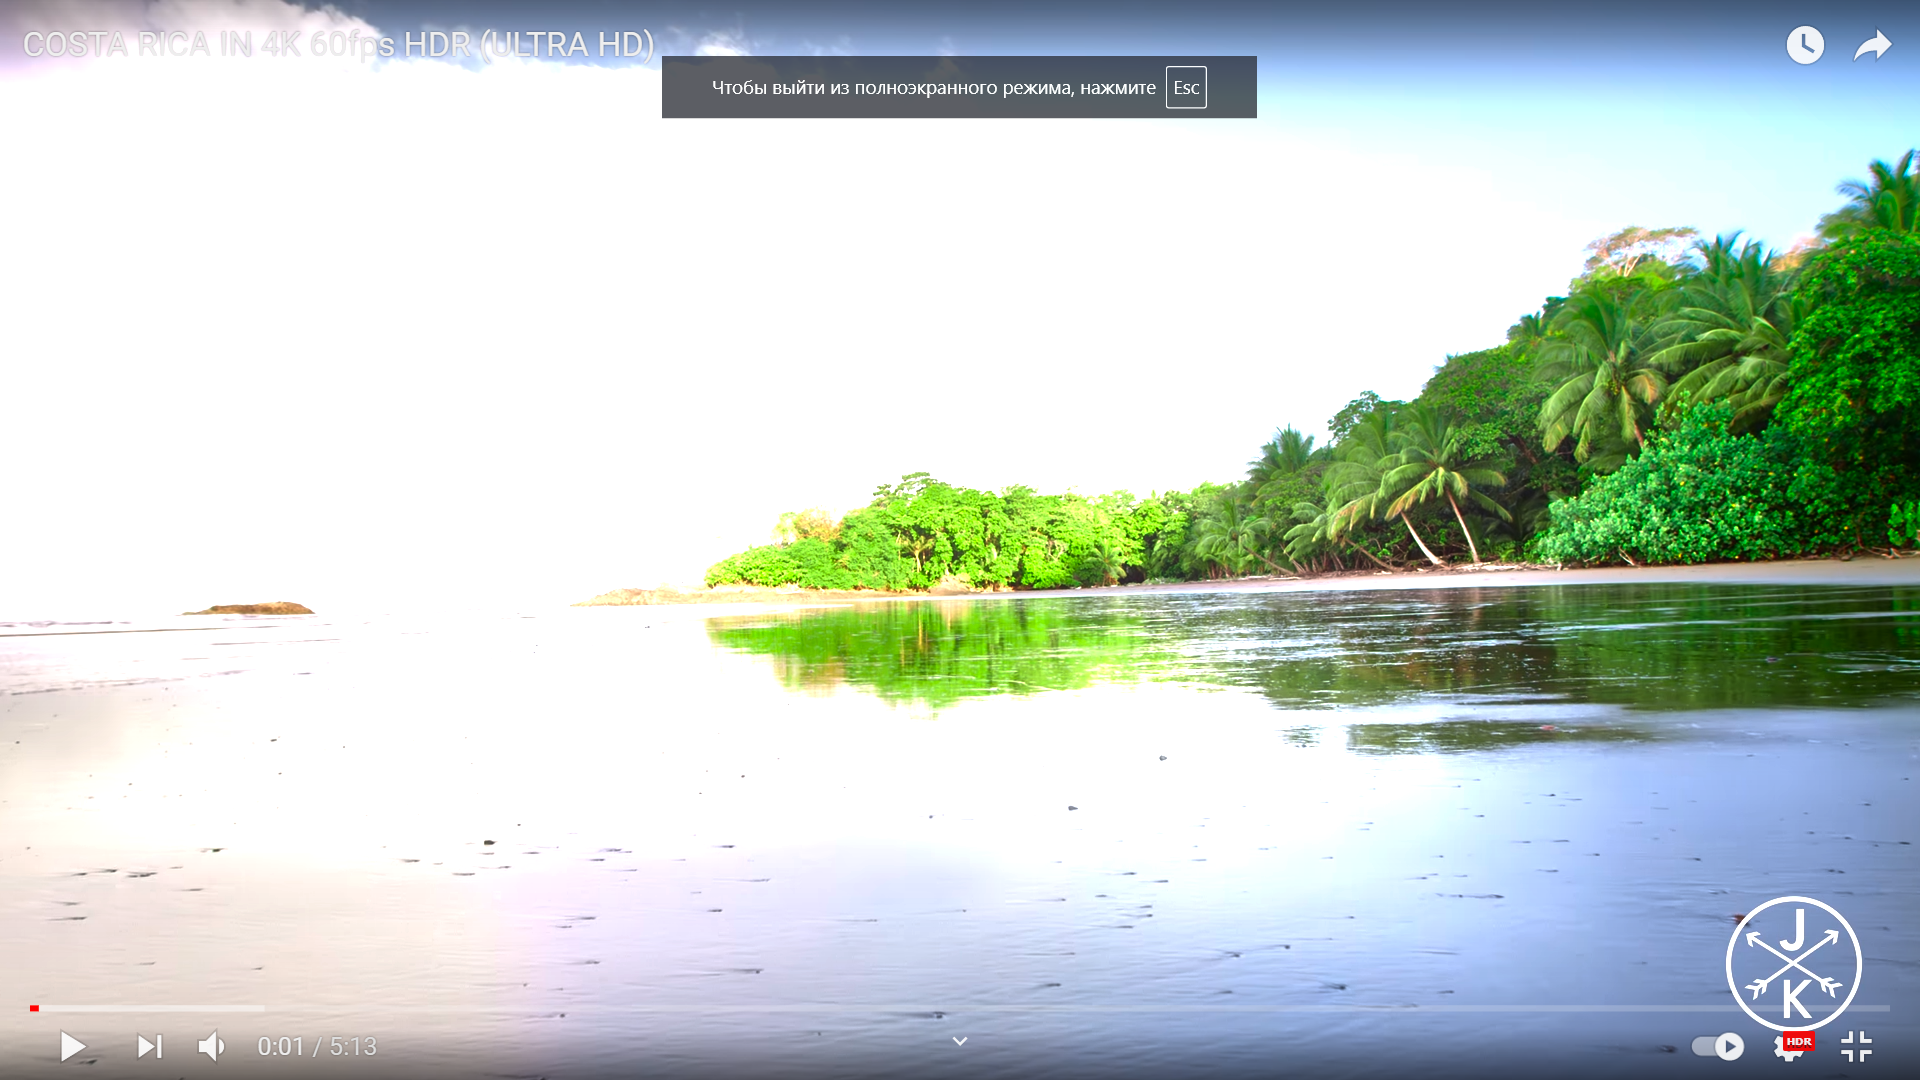 COSTA RICA IN 4K 60fps HDR (ULTRA HD)
Чтобы выйти из полноэкранного режима, нажмите Esc
J
K
0:01 / 5:13
HDR